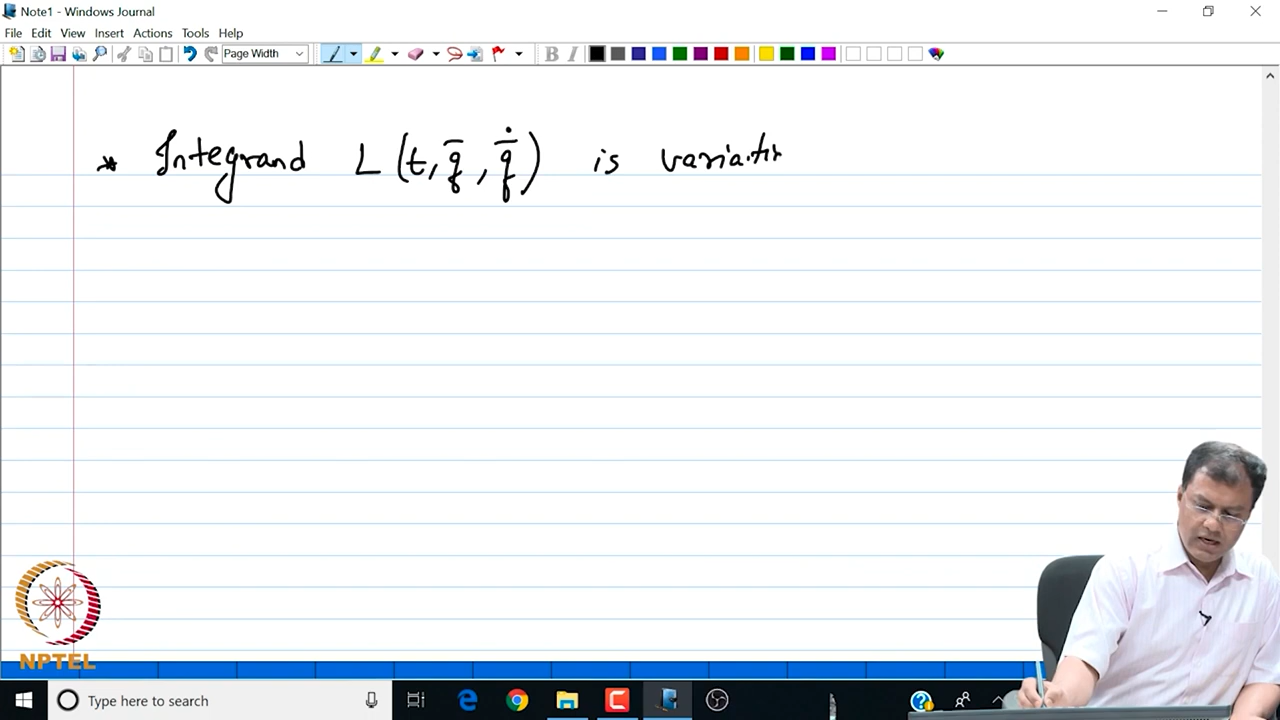 Note1 - Windows Journal
File Edit View Insert Actions Tools Help
Page Width B I
* Integrand L (t, q̄, q̄̇) is variatin
NPTEL
Type here to search